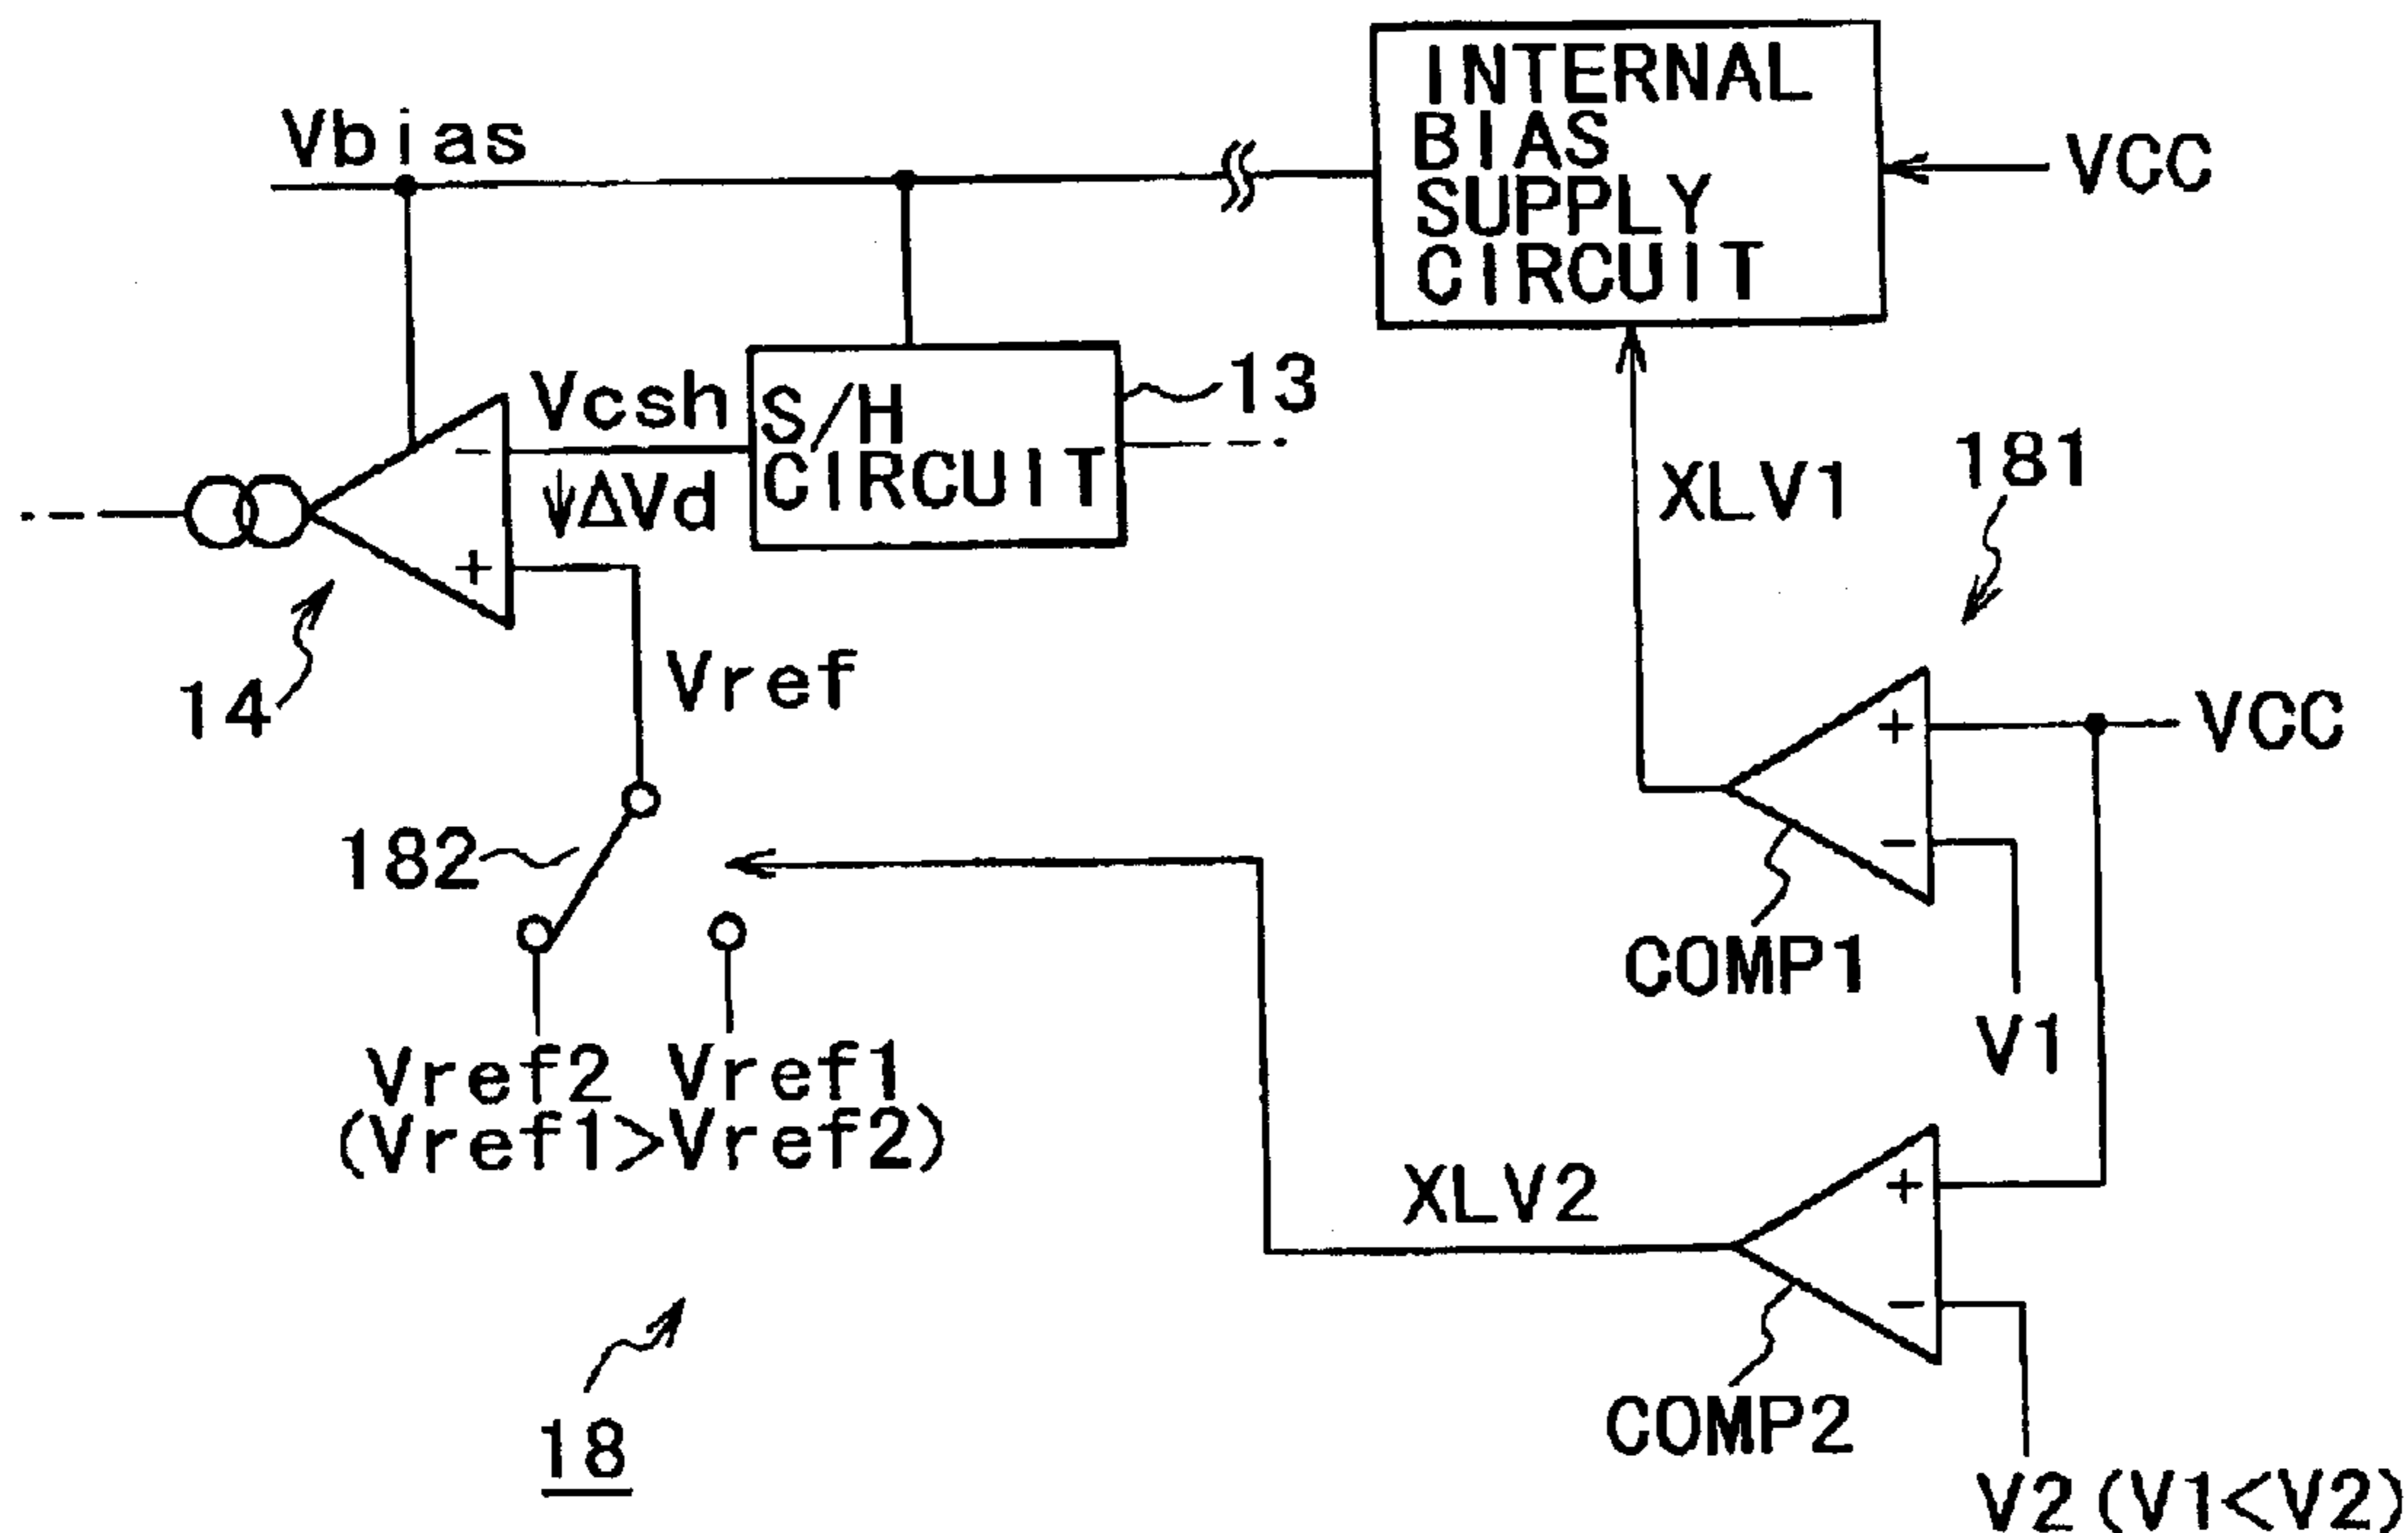 INTERNAL
BIAS
SUPPLY
CIRCUIT
Vbias
VCC
Vcsh
S/H
CIRCUIT
13
↓ΔVd
XLV1
181
-
+
14
Vref
+
-
VCC
182
COMP1
V1
Vref2 Vref1
(Vref1>Vref2)
XLV2
+
-
COMP2
18
V2(V1<V2)